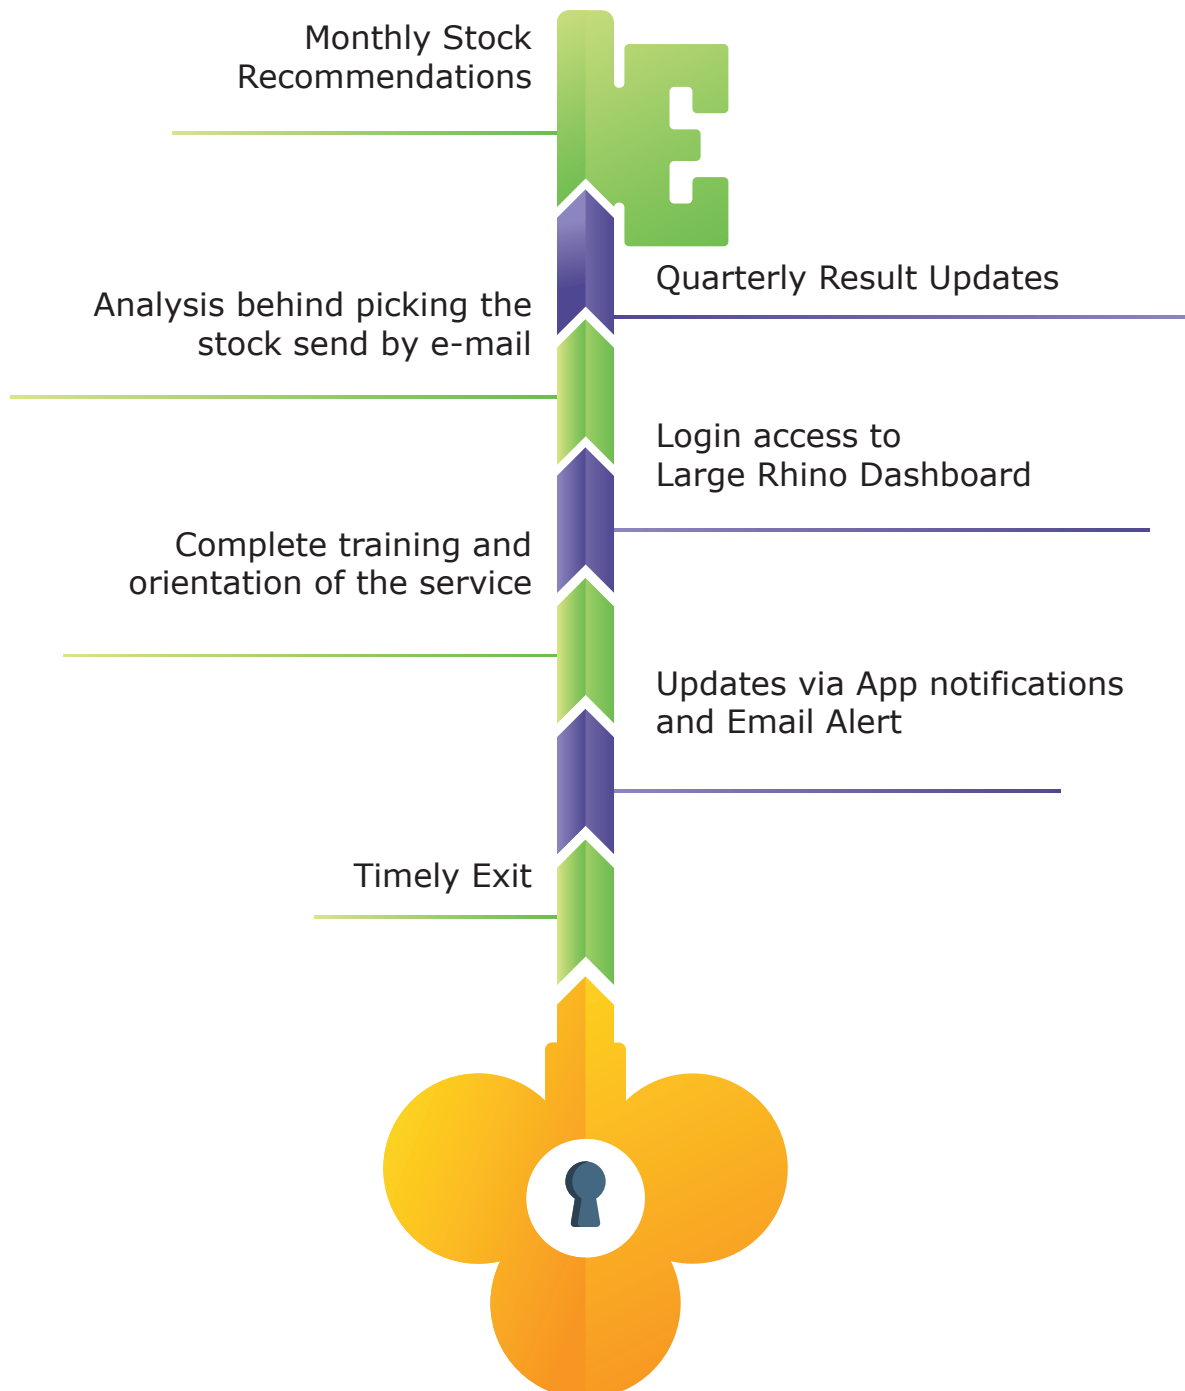 Monthly Stock
Recommendations
Quarterly Result Updates
Analysis behind picking the
stock send by e-mail
Login access to
Large Rhino Dashboard
Complete training and
orientation of the service
Updates via App notifications
and Email Alert
Timely Exit